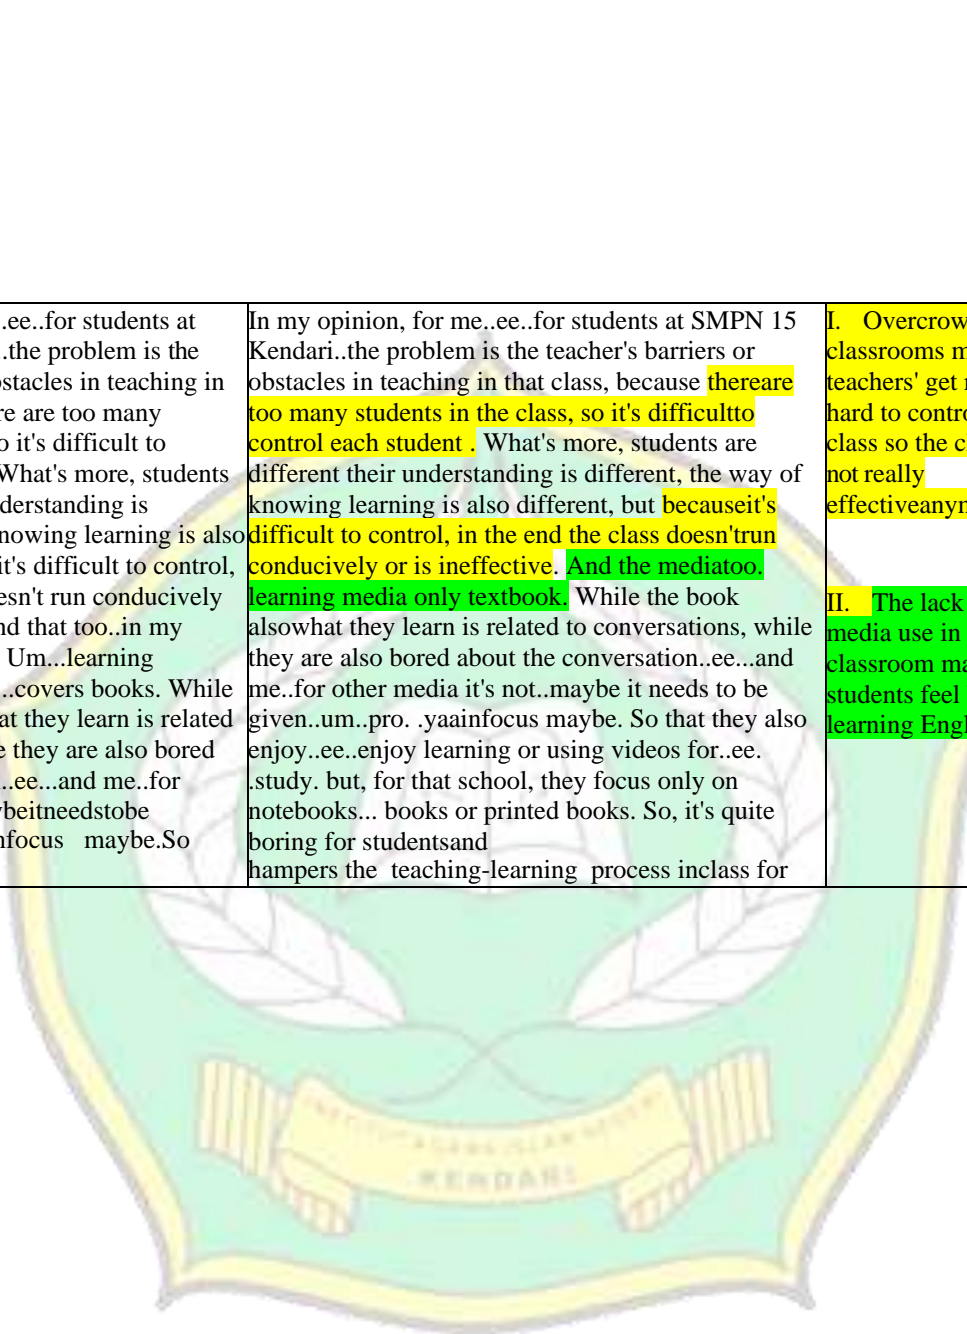 .ee..for students at
.the problem is the
stacles in teaching in
re are too many
o it's difficult to
What's more, students
derstanding is
nowing learning is also
it's difficult to control,
esn't run conducively
nd that too..in my
Um...learning
..covers books. While
at they learn is related
e they are also bored
..ee...and me..for
ybeitneedstobe
nfocus maybe.So
In my opinion, for me..ee..for students at SMPN 15
Kendari..the problem is the teacher's barriers or
obstacles in teaching in that class, because thereare
too many students in the class, so it's difficultto
control each student . What's more, students are
different their understanding is different, the way of
knowing learning is also different, but becauseit's
difficult to control, in the end the class doesn'trun
conducively or is ineffective. And the mediatoo.
learning media only textbook. While the book
alsowhat they learn is related to conversations, while
they are also bored about the conversation..ee...and
me..for other media it's not..maybe it needs to be
given..um..pro. .yaainfocus maybe. So that they also
enjoy..ee..enjoy learning or using videos for..ee.
.study. but, for that school, they focus only on
notebooks... books or printed books. So, it's quite
boring for studentsand
hampers the teaching-learning process inclass for
I. Overcrow
classrooms m
teachers' get
hard to contro
class so the c
not really
effectiveanym
II. The lack
media use in
classroom ma
students feel
learning Engl
INSTITUT AGAMA ISLAM NEGERI
KENDARI